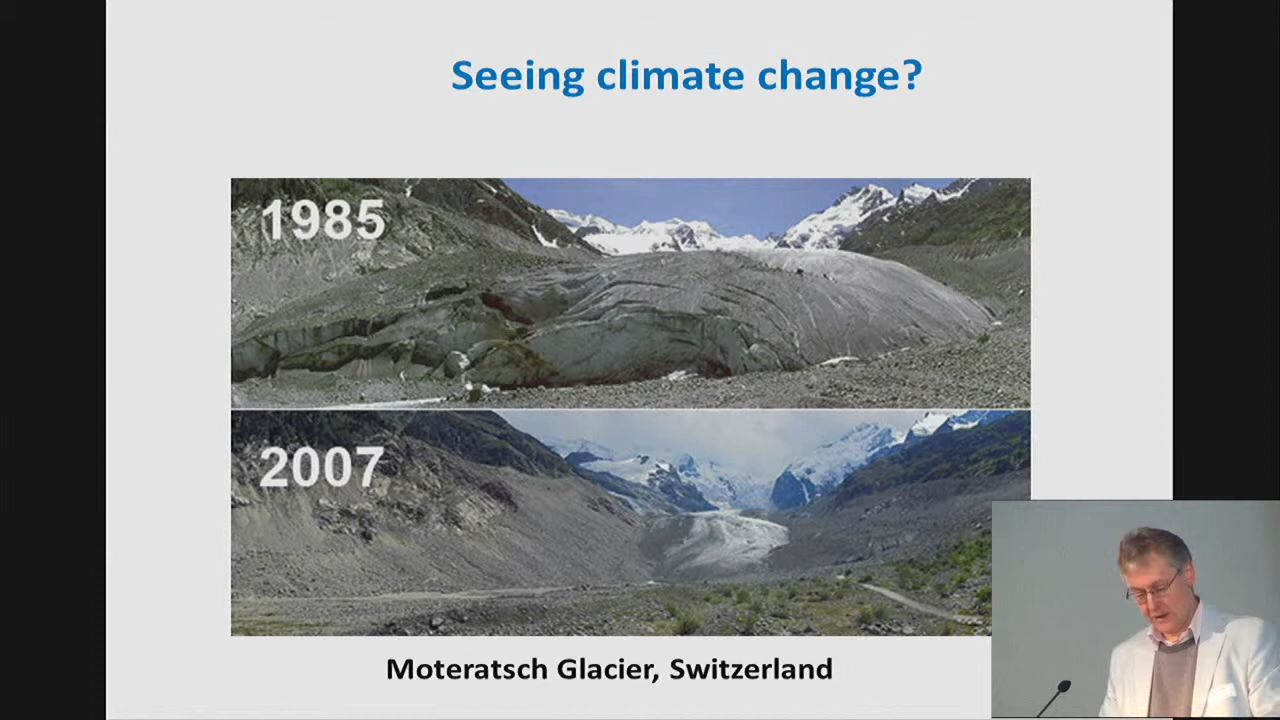 Seeing climate change?
1985
2007
Moteratsch Glacier, Switzerland